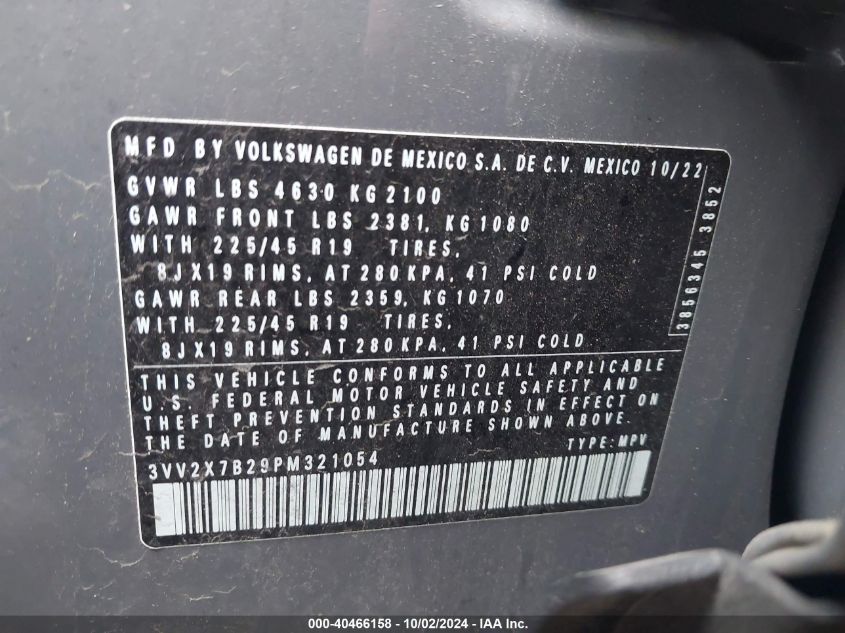 MFD BY VOLKSWAGEN DE MEXICO S.A. DE C.V. MEXICO 10/22
GVWR LBS 4630 KG 2100
GAWR FRONT LBS 2381, KG 1080
WITH 225/45 R19 TIRES,
8JX19 RIMS, AT 280 KPA, 41 PSI COLD
GAWR REAR LBS 2359, KG 1070
WITH 225/45 R19 TIRES,
8JX19 RIMS, AT 280 KPA, 41 PSI COLD
3856345 3852
THIS VEHICLE CONFORMS TO ALL APPLICABLE
U.S. FEDERAL MOTOR VEHICLE SAFETY AND
THEFT PREVENTION STANDARDS IN EFFECT ON
THE DATE OF MANUFACTURE SHOWN ABOVE.
TYPE: MPV
3VV2X7B29PM321054
000-40466158 - 10/02/2024 - IAA Inc.